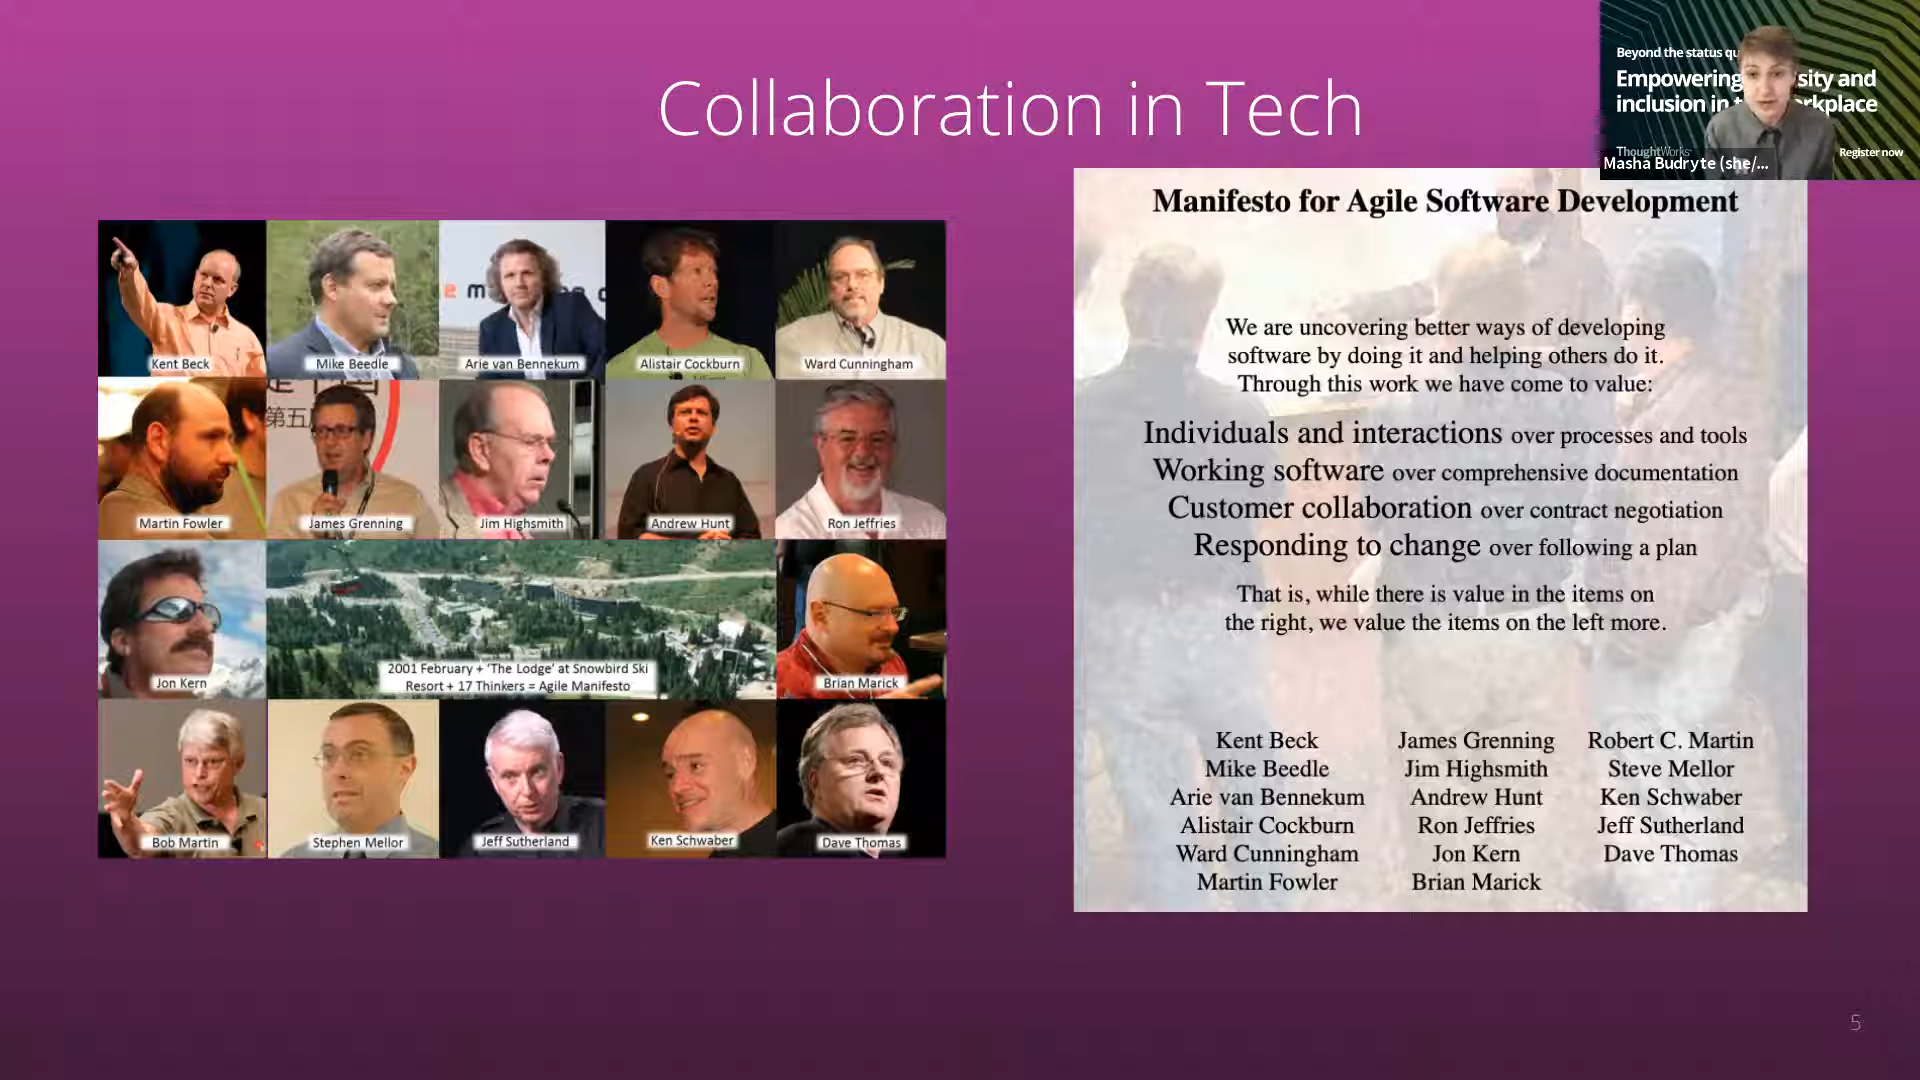 Collaboration in Tech
Beyond the status qu
Empowering sity and
inclusion in t rkplace
ThoughtWorks
Register now
Masha Budryte (she/...
Kent Beck
Mike Beedle
Arie van Bennekum
Alistair Cockburn
Ward Cunningham
第五
Martin Fowler
James Grenning
Jim Highsmith
Andrew Hunt
Ron Jeffries
Jon Kern
2001 February + 'The Lodge' at Snowbird Ski
Resort + 17 Thinkers = Agile Manifesto
Brian Marick
Bob Martin
Stephen Mellor
Jeff Sutherland
Ken Schwaber
Dave Thomas
Manifesto for Agile Software Development
We are uncovering better ways of developing
software by doing it and helping others do it.
Through this work we have come to value:
Individuals and interactions over processes and tools
Working software over comprehensive documentation
Customer collaboration over contract negotiation
Responding to change over following a plan
That is, while there is value in the items on
the right, we value the items on the left more.
Kent Beck
Mike Beedle
Arie van Bennekum
Alistair Cockburn
Ward Cunningham
Martin Fowler
James Grenning
Jim Highsmith
Andrew Hunt
Ron Jeffries
Jon Kern
Brian Marick
Robert C. Martin
Steve Mellor
Ken Schwaber
Jeff Sutherland
Dave Thomas
5